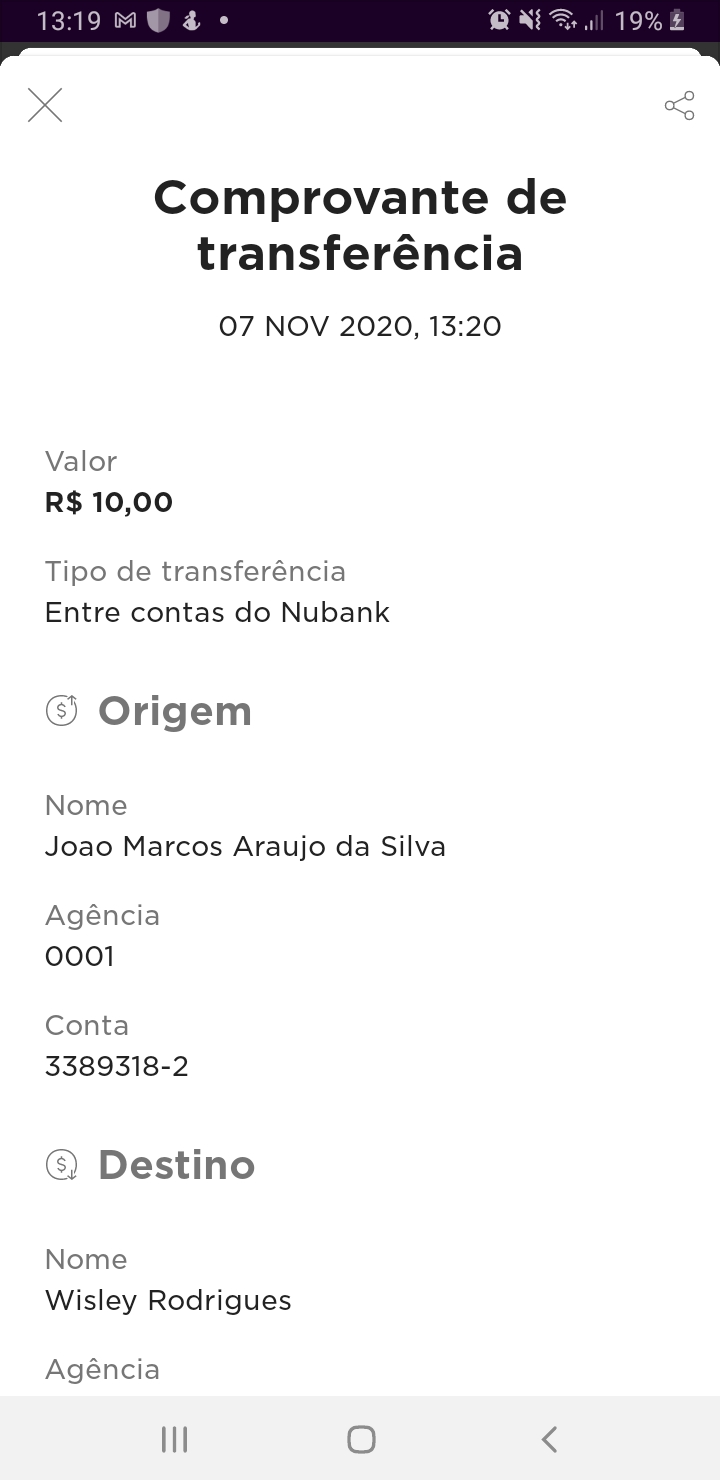 13:19
19%
Comprovante de
transferência
07 NOV 2020, 13:20
Valor
R$ 10,00
Tipo de transferência
Entre contas do Nubank
Origem
Nome
Joao Marcos Araujo da Silva
Agência
0001
Conta
3389318-2
Destino
Nome
Wisley Rodrigues
Agência